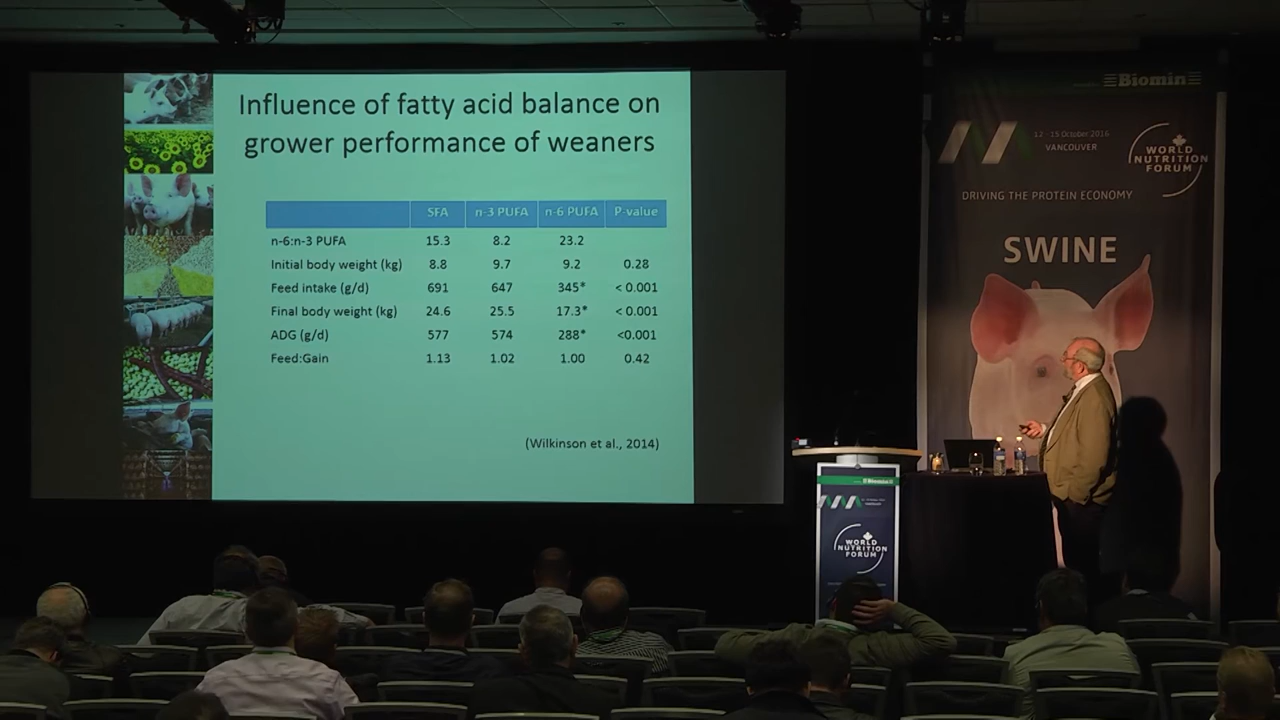 Influence of fatty acid balance on
grower performance of weaners
SFA n-3 PUFA n-6 PUFA P-value
n-6:n-3 PUFA 15.3 8.2 23.2
Initial body weight (kg) 8.8 9.7 9.2 0.28
Feed intake (g/d) 691 647 345* < 0.001
Final body weight (kg) 24.6 25.5 17.3* < 0.001
ADG (g/d) 577 574 288* <0.001
Feed:Gain 1.13 1.02 1.00 0.42
(Wilkinson et al., 2014)
Biomin
12 - 15 October 2016
VANCOUVER
WORLD
NUTRITION
FORUM
DRIVING THE PROTEIN ECONOMY
SWINE
Biomin
WORLD
NUTRITION
FORUM